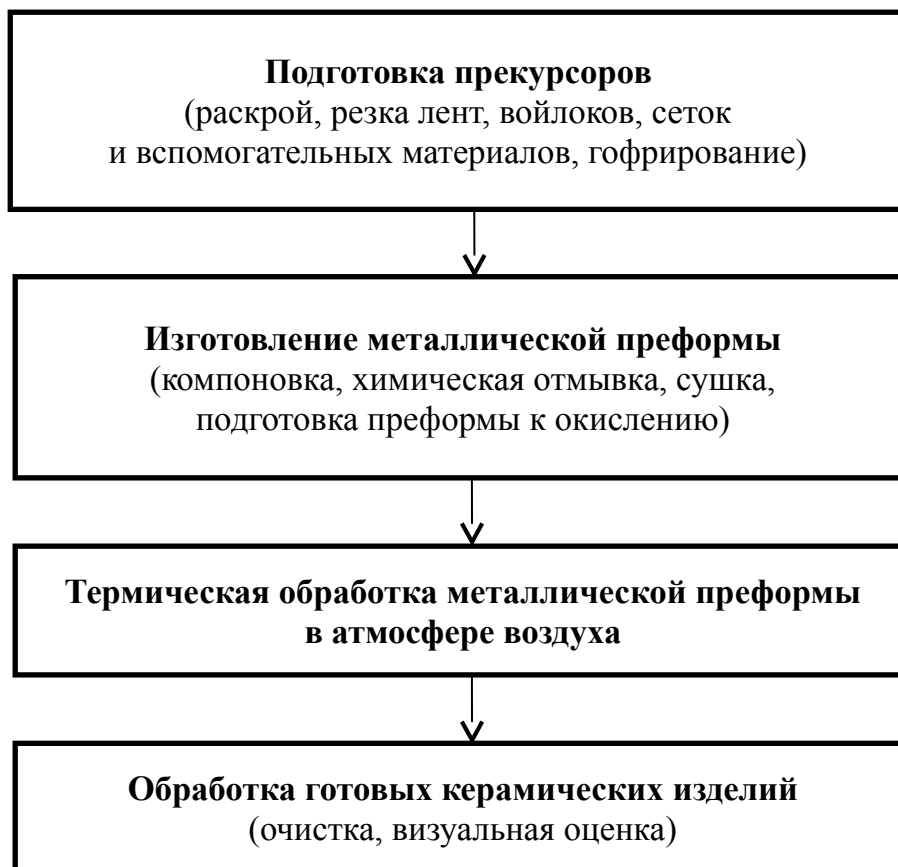 Подготовка прекурсоров
(раскрой, резка лент, войлоков, сеток
и вспомогательных материалов, гофрирование)
Изготовление металлической преформы
(компоновка, химическая отмывка, сушка,
подготовка преформы к окислению)
Термическая обработка металлической преформы
в атмосфере воздуха
Обработка готовых керамических изделий
(очистка, визуальная оценка)